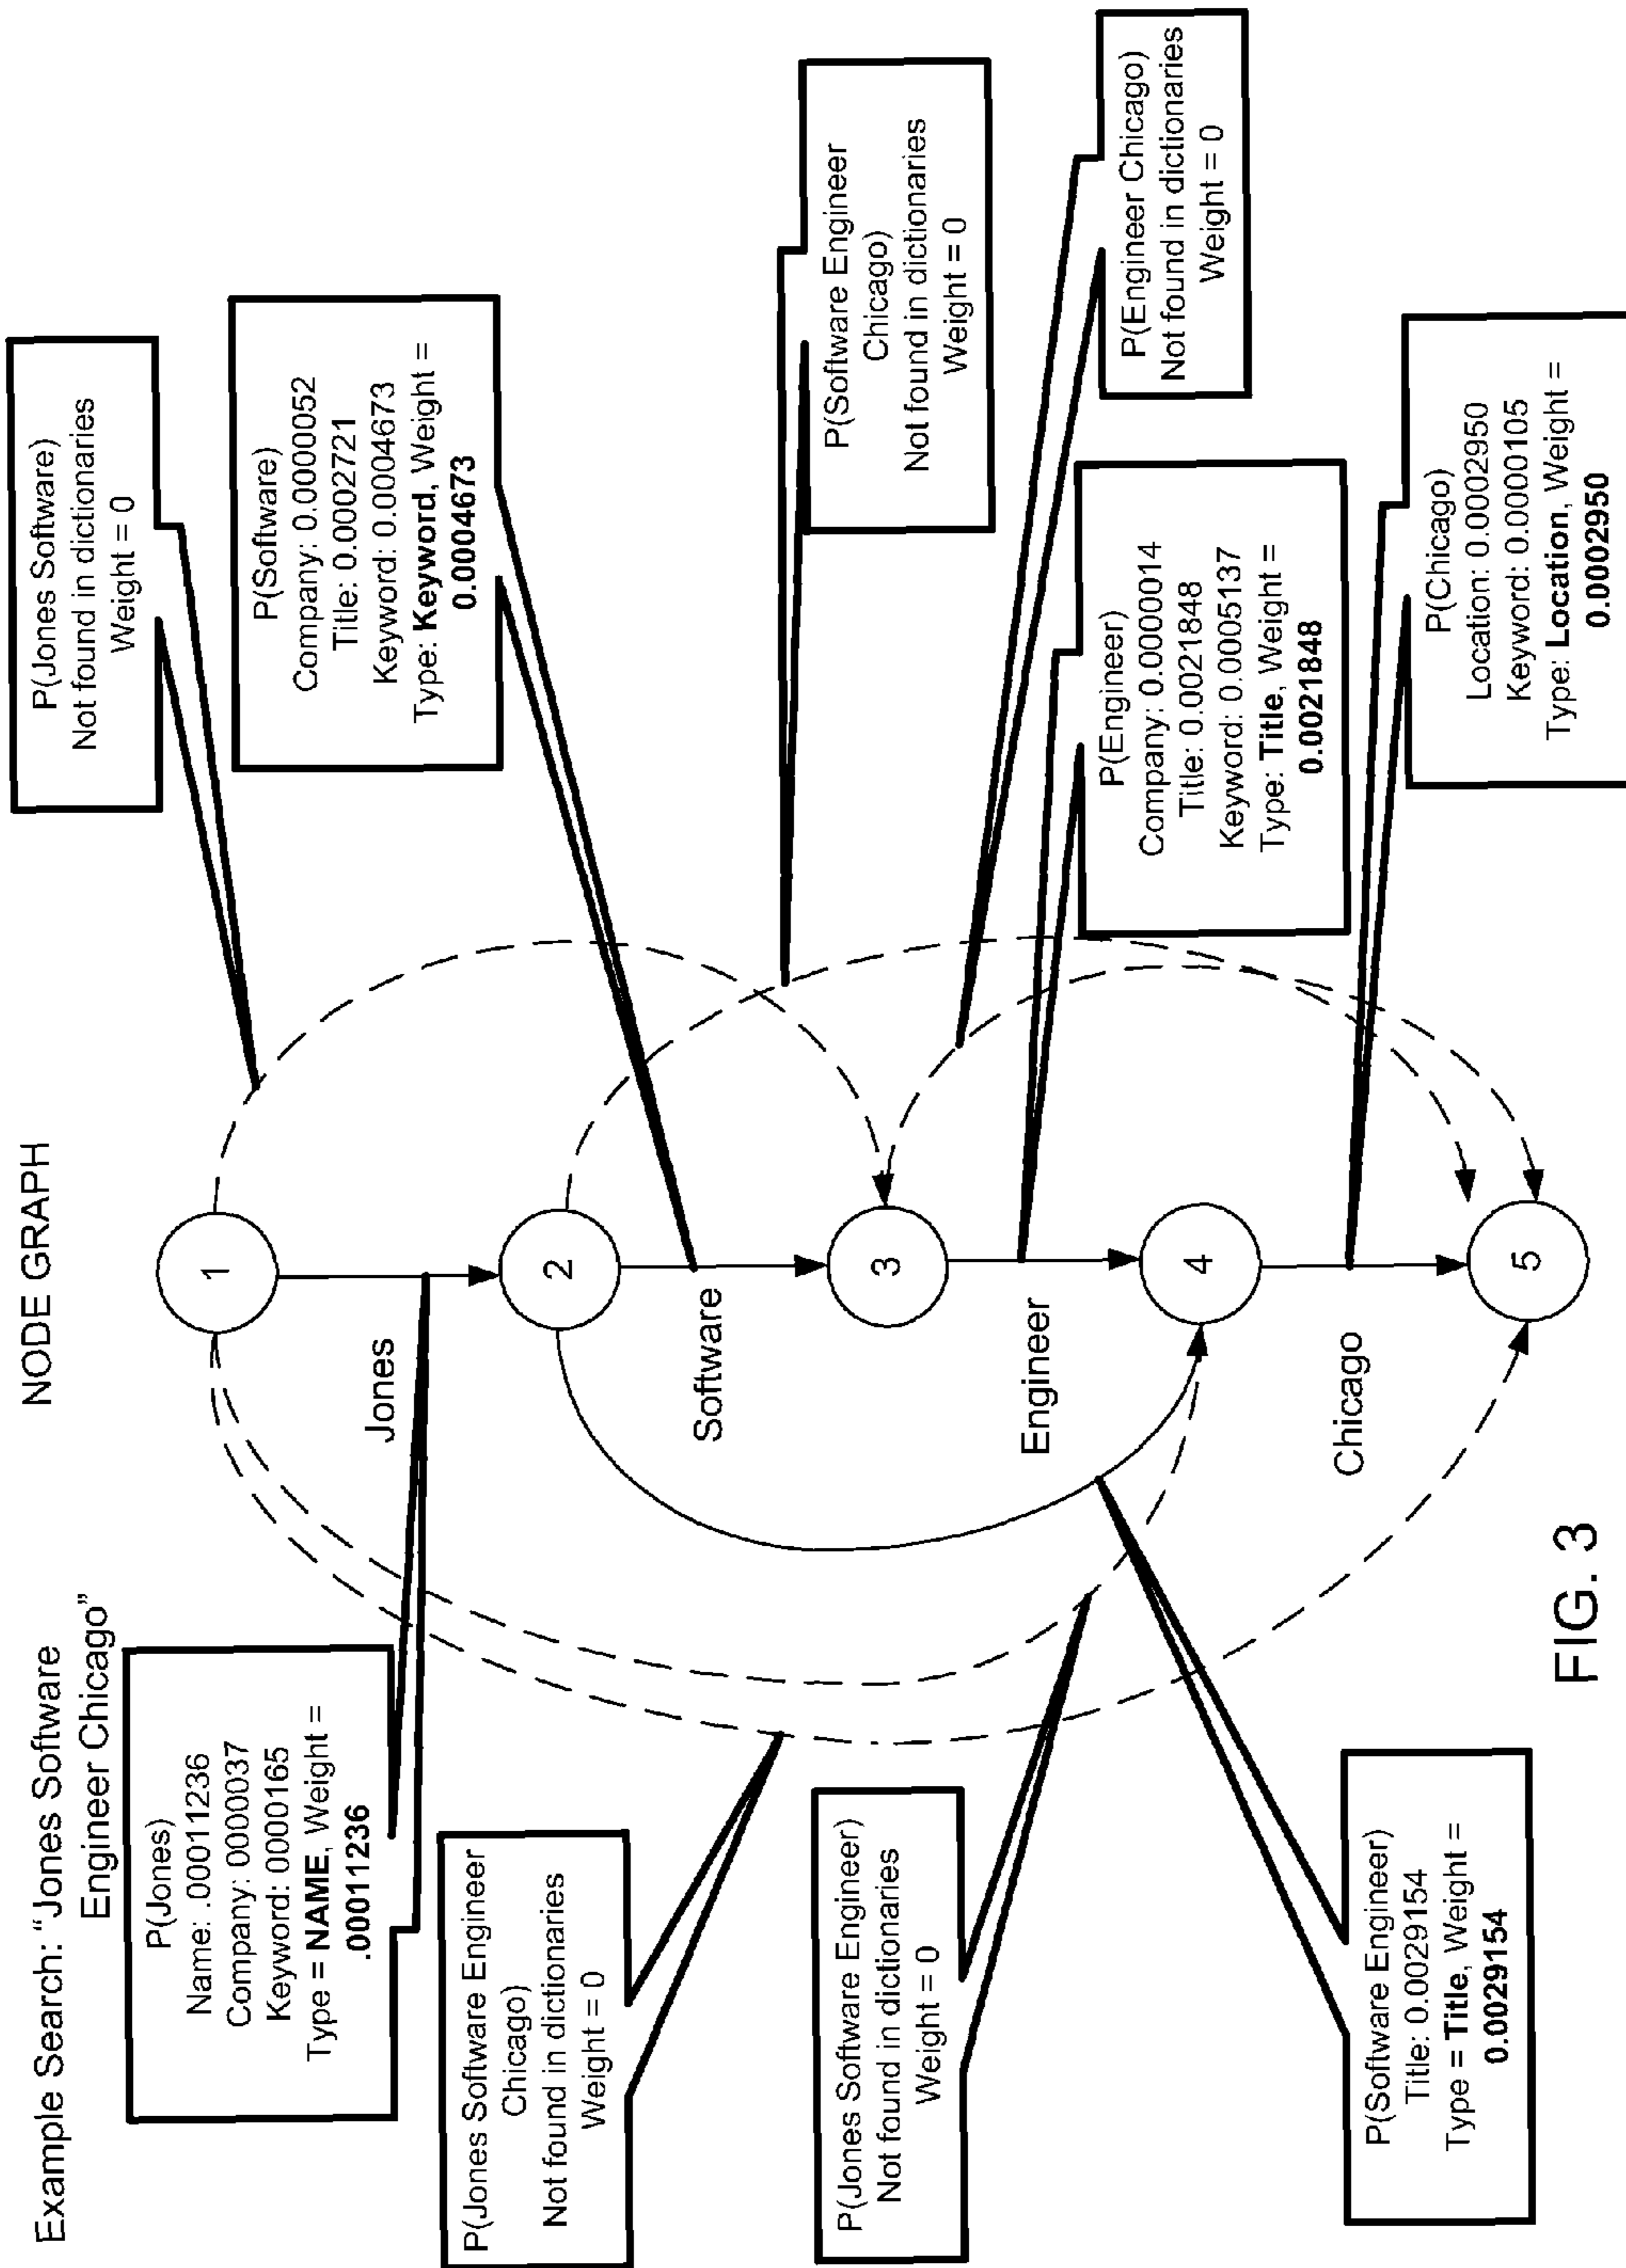 Example Search: “Jones Software
Engineer Chicago”
NODE GRAPH
P(Jones)
Name: .00011236
Company: 0000037
Keyword: 0000165
Type = NAME, Weight =
.00011236
P(Jones Software)
Not found in dictionaries
Weight = 0
P(Software)
Company: 0.0000052
Title: 0.0002721
Keyword: 0.0004673
Type: Keyword, Weight =
0.0004673
P(Jones Software Engineer
Chicago)
Not found in dictionaries
Weight = 0
P(Software Engineer
Chicago)
Not found in dictionaries
Weight = 0
P(Jones Software Engineer)
Not found in dictionaries
Weight = 0
P(Engineer Chicago)
Not found in dictionaries
Weight = 0
P(Engineer)
Company: 0.0000014
Title: 0.0021848
Keyword: 0.0005137
Type: Title, Weight =
0.0021848
P(Software Engineer)
Title: 0.0029154
Type = Title, Weight =
0.0029154
P(Chicago)
Location: 0.0002950
Keyword: 0.0000105
Type: Location, Weight =
0.0002950
1
Jones
2
Software
3
Engineer
4
Chicago
5
FIG. 3